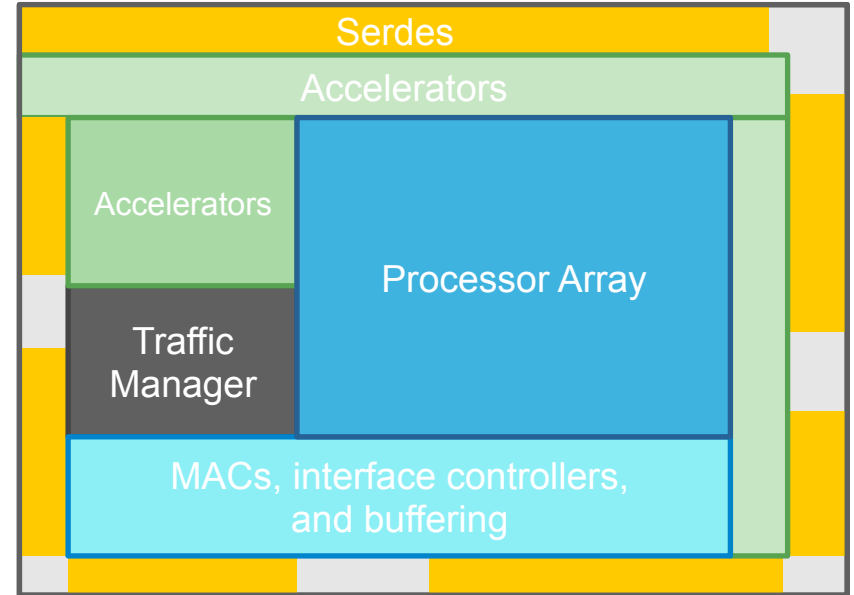 Serdes
Accelerators
Accelerators
Processor Array
Traffic
Manager
MACs, interface controllers,
and buffering